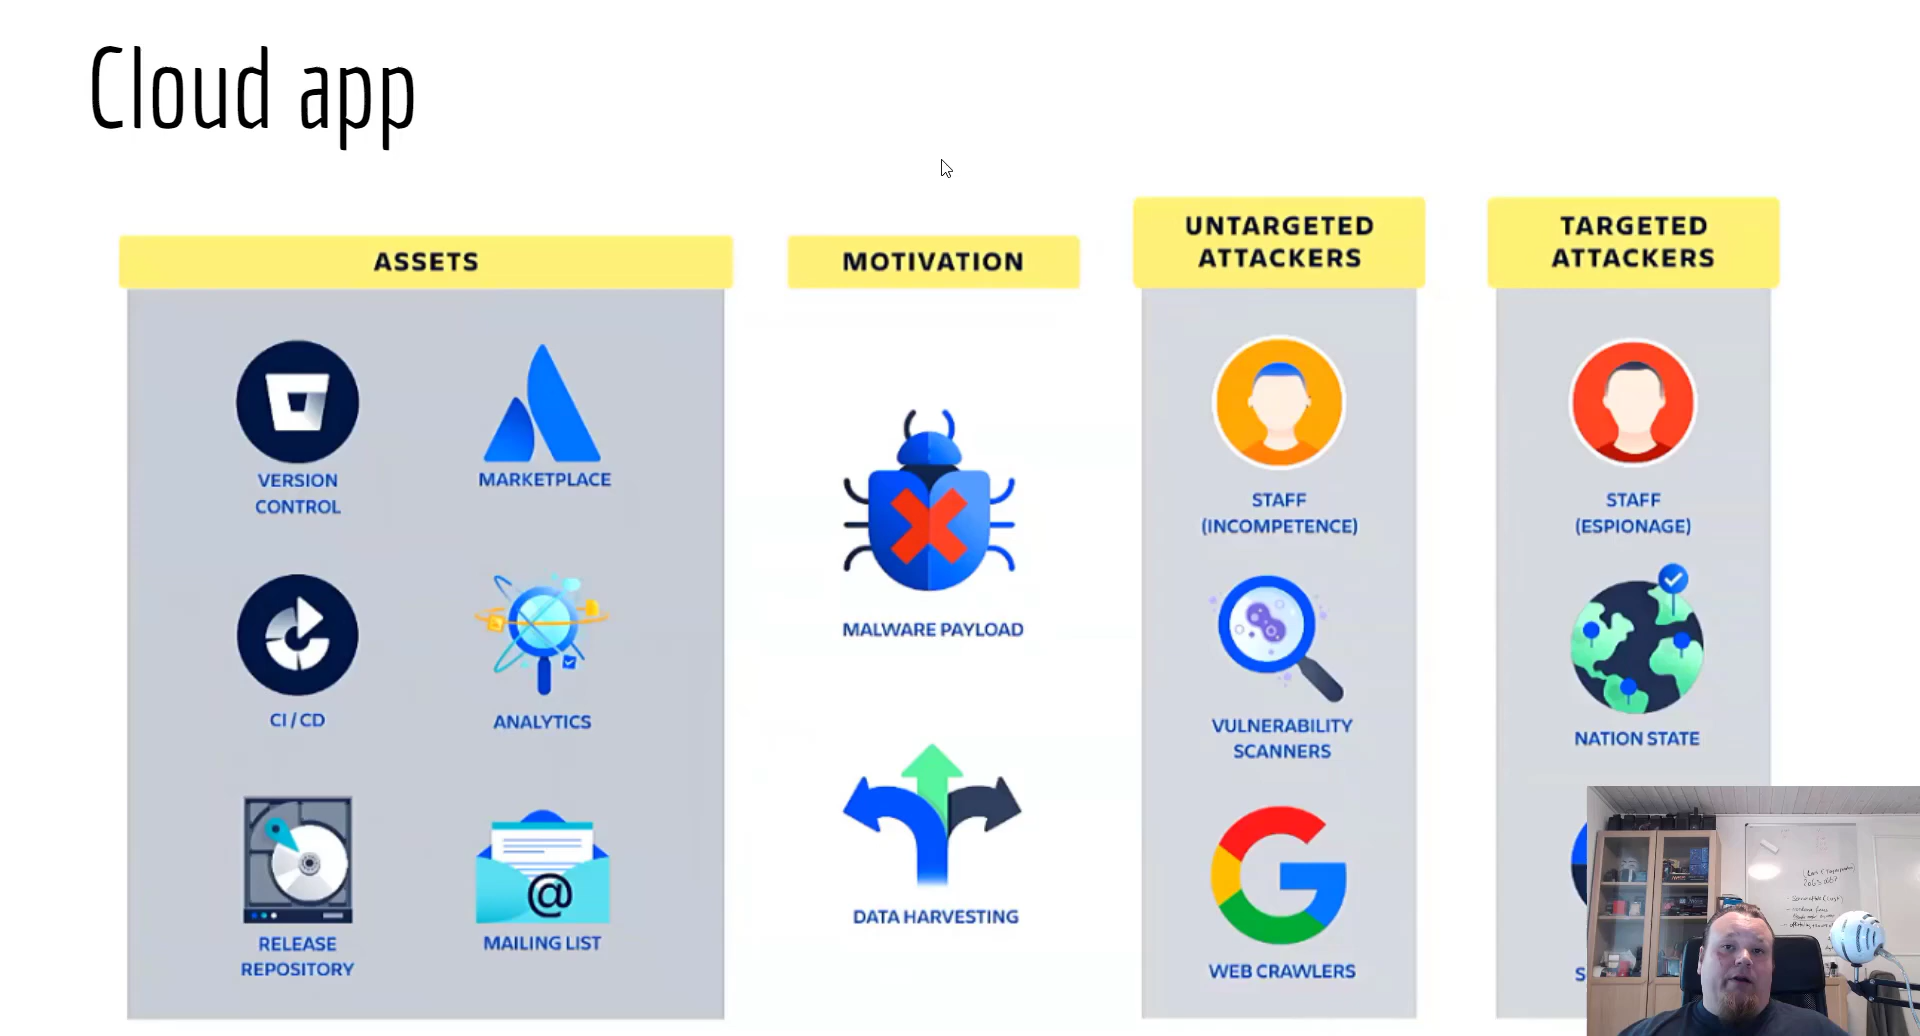 Cloud app
ASSETS
MOTIVATION
UNTARGETED
ATTACKERS
TARGETED
ATTACKERS
VERSION
CONTROL
MARKETPLACE
CI / CD
ANALYTICS
RELEASE
REPOSITORY
@
MAILING LIST
MALWARE PAYLOAD
DATA HARVESTING
STAFF
(INCOMPETENCE)
VULNERABILITY
SCANNERS
WEB CRAWLERS
STAFF
(ESPIONAGE)
NATION STATE